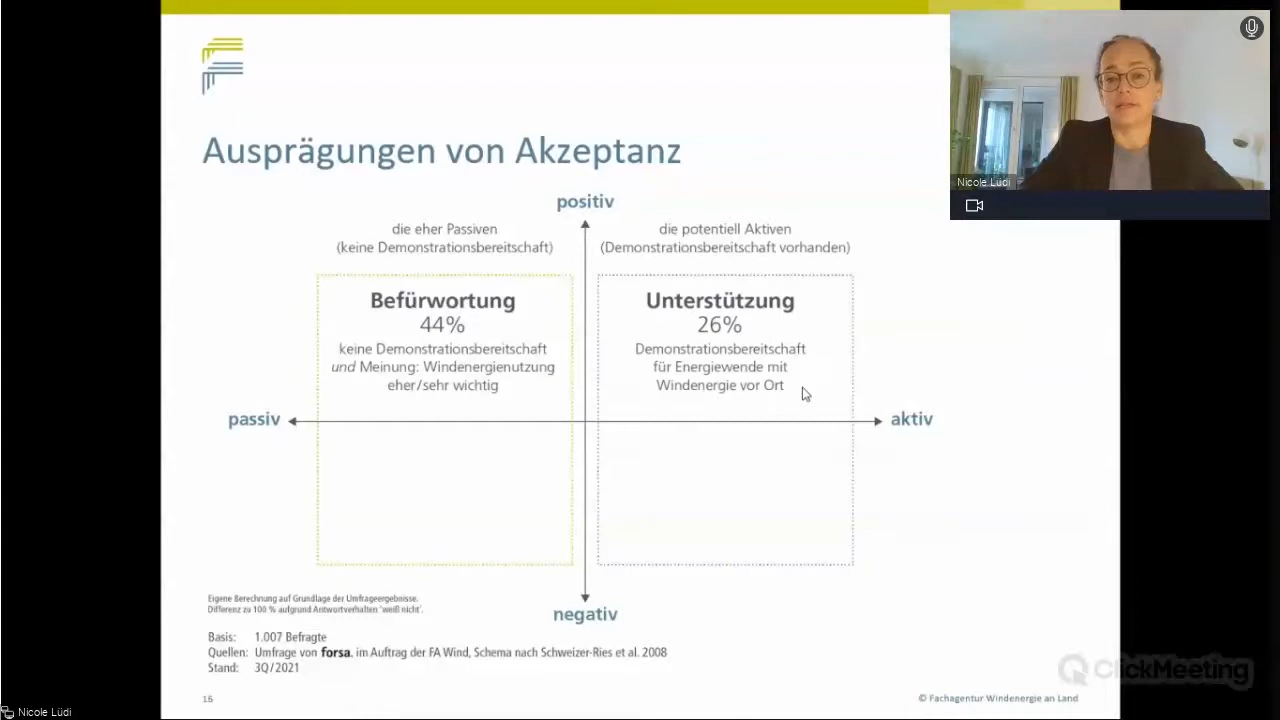 Ausprägungen von Akzeptanz
positiv
die eher Passiven
(keine Demonstrationsbereitschaft)
die potentiell Aktiven
(Demonstrationsbereitschaft vorhanden)
Befürwortung
44%
keine Demonstrationsbereitschaft
und Meinung: Windenergienutzung
eher/sehr wichtig
Unterstützung
26%
Demonstrationsbereitschaft
für Energiewende mit
Windenergie vor Ort
passiv
aktiv
negativ
Eigene Berechnung auf Grundlage der Umfrageergebnisse.
Differenz zu 100 % aufgrund Antwortverhalten 'weiß nicht'.
Basis: 1.007 Befragte
Quellen: Umfrage von forsa. im Auftrag der FA Wind, Schema nach Schweizer-Ries et al. 2008
Stand: 3Q/2021
16
© Fachagentur Windenergie an Land
ClickMeeting
Nicole Lüdi
Nicole Lüdi